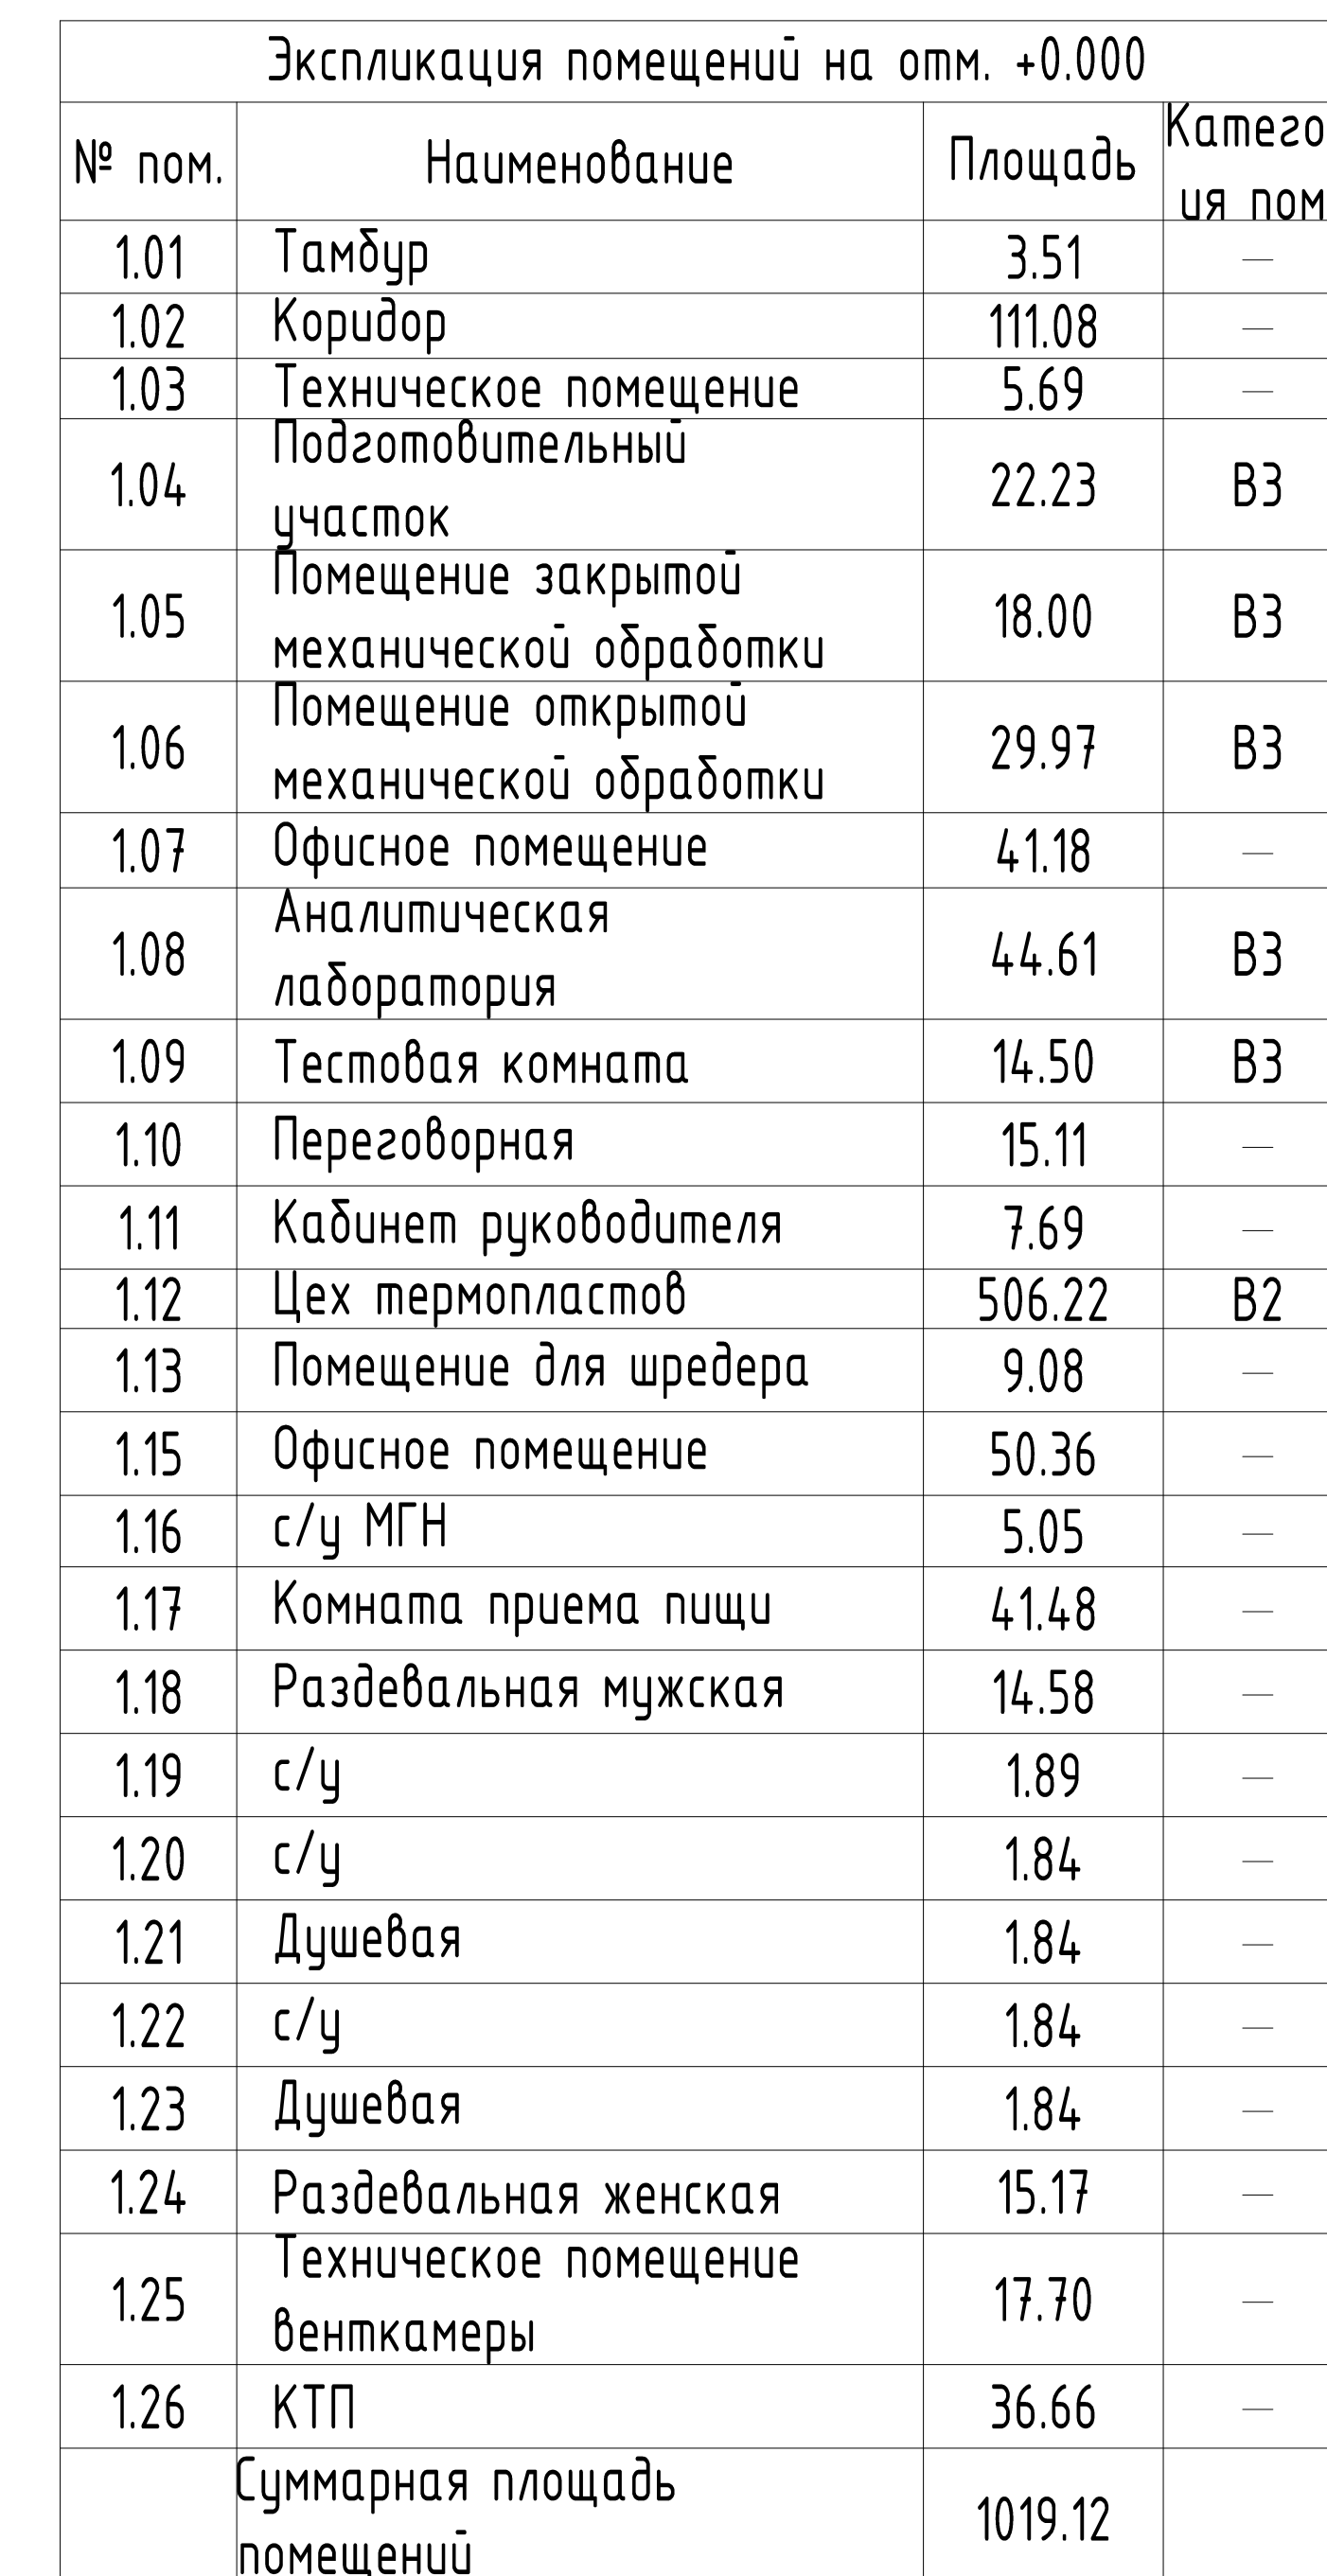 Экспликация помещений на отм. +0.000
№ пом. Наименование Площадь Катего
ия пом
1.01 Тамбур 3.51 —
1.02 Коридор 111.08 —
1.03 Техническое помещение 5.69 —
1.04 Подготовительный 22.23 В3
участок
1.05 Помещение закрытой 18.00 В3
механической обработки
1.06 Помещение открытой 29.97 В3
механической обработки
1.07 Офисное помещение 41.18 —
1.08 Аналитическая 44.61 В3
лаборатория
1.09 Тестовая комната 14.50 В3
1.10 Переговорная 15.11 —
1.11 Кабинет руководителя 7.69 —
1.12 Цех термопластов 506.22 В2
1.13 Помещение для шредера 9.08 —
1.15 Офисное помещение 50.36 —
1.16 с/у МГН 5.05 —
1.17 Комната приема пищи 41.48 —
1.18 Раздевальная мужская 14.58 —
1.19 с/у 1.89 —
1.20 с/у 1.84 —
1.21 Душевая 1.84 —
1.22 с/у 1.84 —
1.23 Душевая 1.84 —
1.24 Раздевальная женская 15.17 —
1.25 Техническое помещение 17.70 —
венткамеры
1.26 КТП 36.66 —
Суммарная площадь 1019.12
помещений